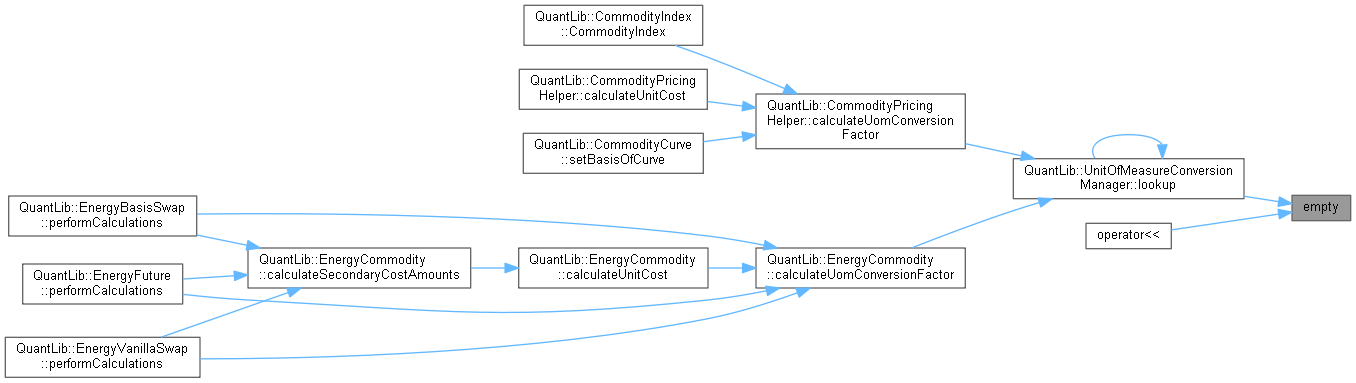 QuantLib::CommodityIndex
::CommodityIndex
QuantLib::CommodityPricing
Helper::calculateUnitCost
QuantLib::CommodityPricing
Helper::calculateUomConversion
Factor
QuantLib::CommodityCurve
::setBasisOfCurve
QuantLib::UnitOfMeasureConversion
Manager::lookup
empty
operator<<
QuantLib::EnergyBasisSwap
::performCalculations
QuantLib::EnergyCommodity
::calculateSecondaryCostAmounts
QuantLib::EnergyCommodity
::calculateUnitCost
QuantLib::EnergyCommodity
::calculateUomConversionFactor
QuantLib::EnergyFuture
::performCalculations
QuantLib::EnergyVanillaSwap
::performCalculations